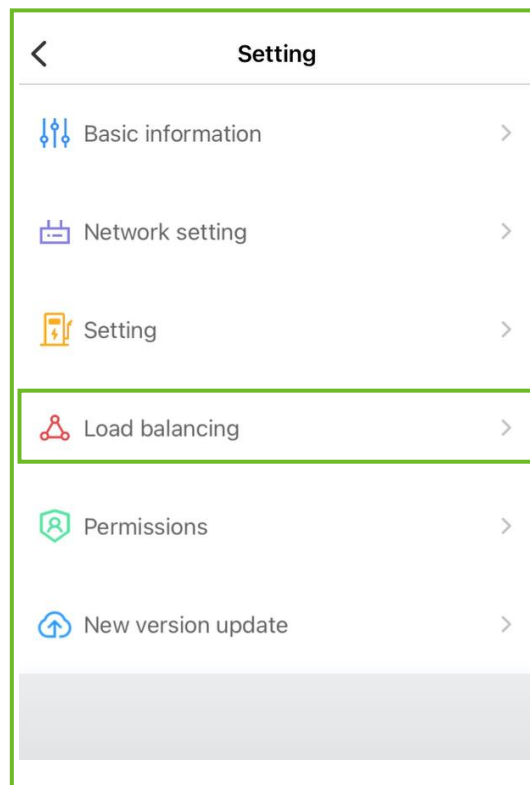 Setting
Basic information
Network setting
Setting
Load balancing
Permissions
New version update